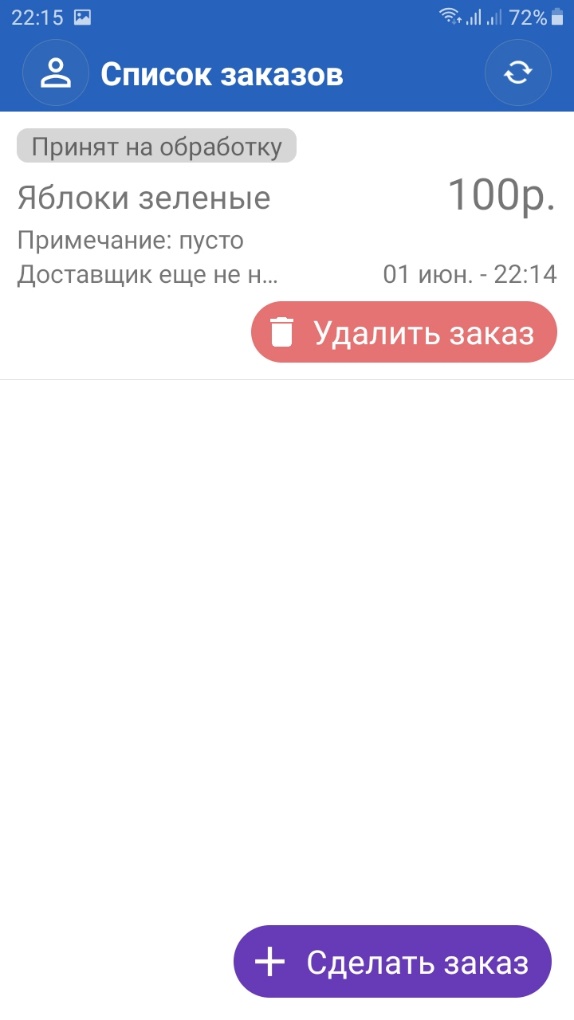 22:15 72%
Список заказов
Принят на обработку
Яблоки зеленые 100р.
Примечание: пусто
Доставщик еще не н... 01 июн. - 22:14
Удалить заказ
Сделать заказ